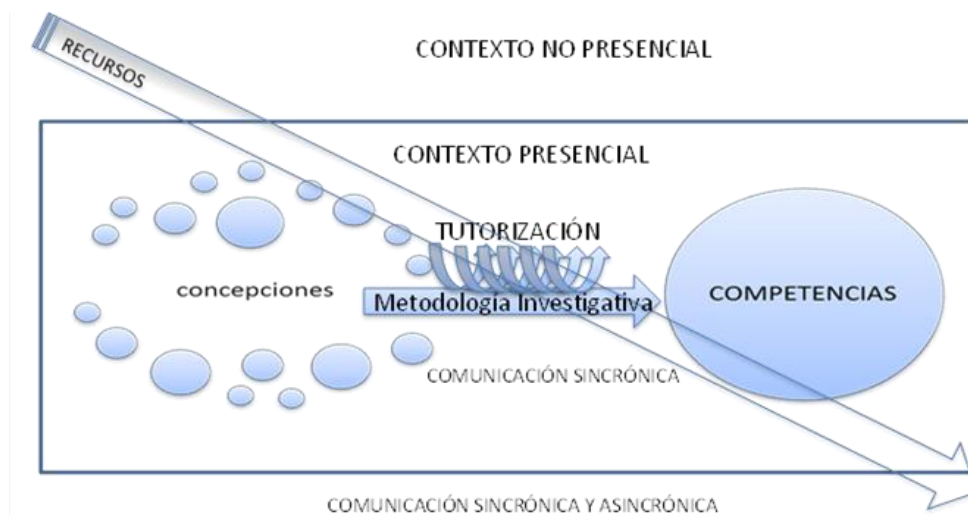 RECURSOS
CONTEXTO NO PRESENCIAL
CONTEXTO PRESENCIAL
TUTORIZACIÓN
concepciones
Metodología Investigativa
COMPETENCIAS
COMUNICACIÓN SINCRÓNICA
COMUNICACIÓN SINCRÓNICA Y ASINCRÓNICA